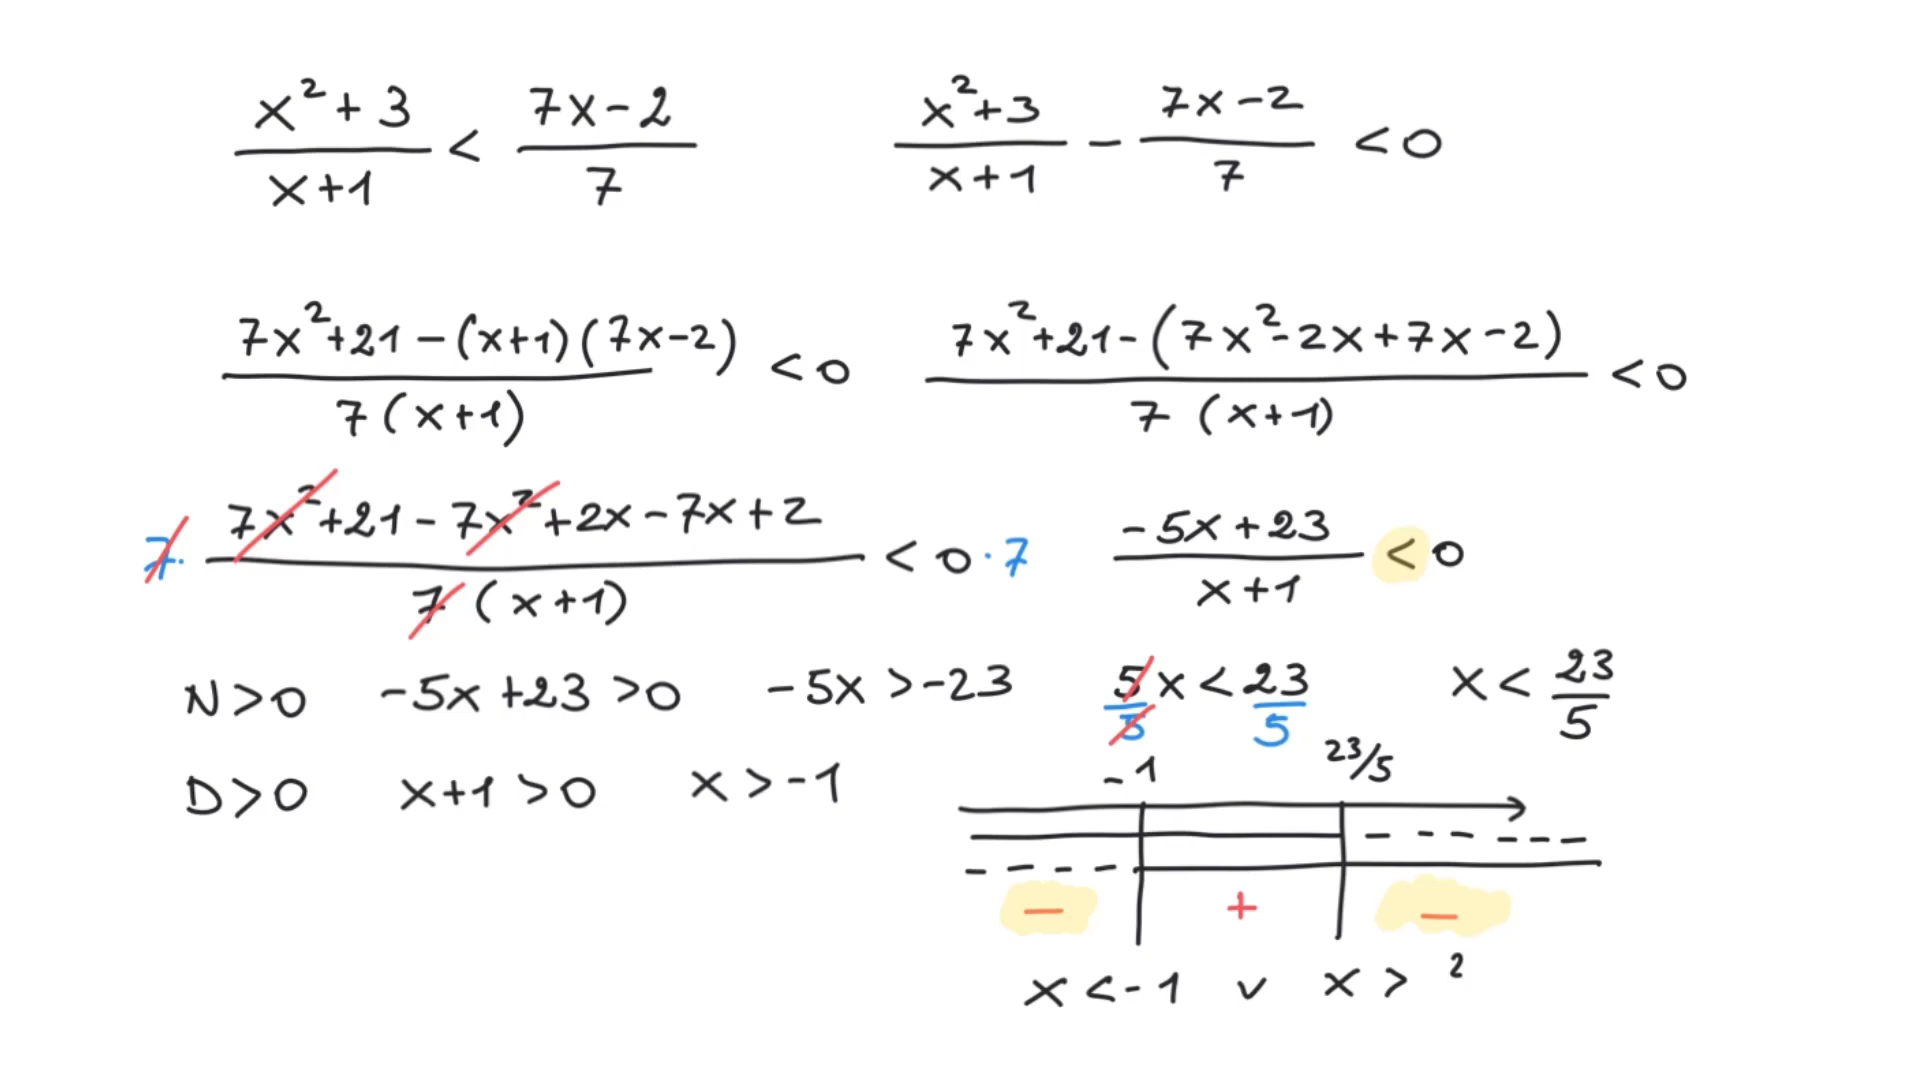 (x²+3)/(x+1) < (7x-2)/7    (x²+3)/(x+1) - (7x-2)/7 < 0
(7x²+21-(x+1)(7x-2))/(7(x+1)) < 0    (7x²+21-(7x²-2x+7x-2))/(7(x+1)) < 0
7· (7x²+21-7x²+2x-7x+2)/(7(x+1)) < 0 ·7    (-5x+23)/(x+1) < 0
N>0    -5x+23>0    -5x>-23    5x/5 < 23/5    x < 23/5
D>0    x+1>0    x>-1
-1    23/5
-    +    -
x<-1 ∨ x> 2